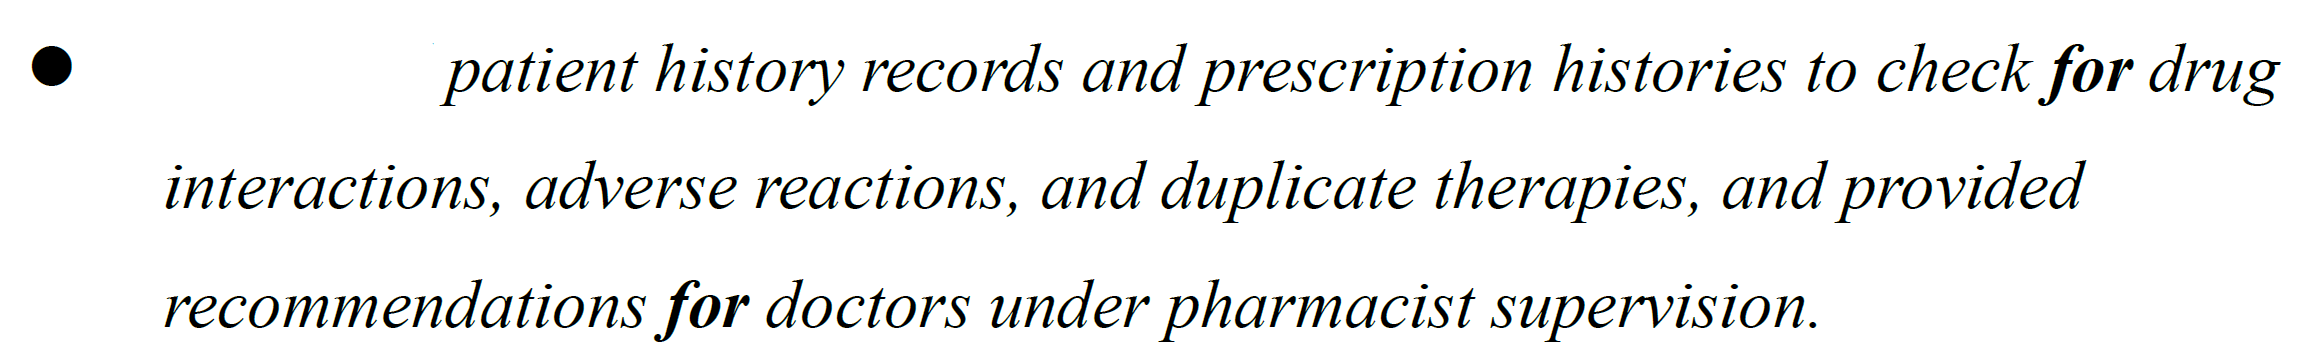 ● patient history records and prescription histories to check for drug
interactions, adverse reactions, and duplicate therapies, and provided
recommendations for doctors under pharmacist supervision.